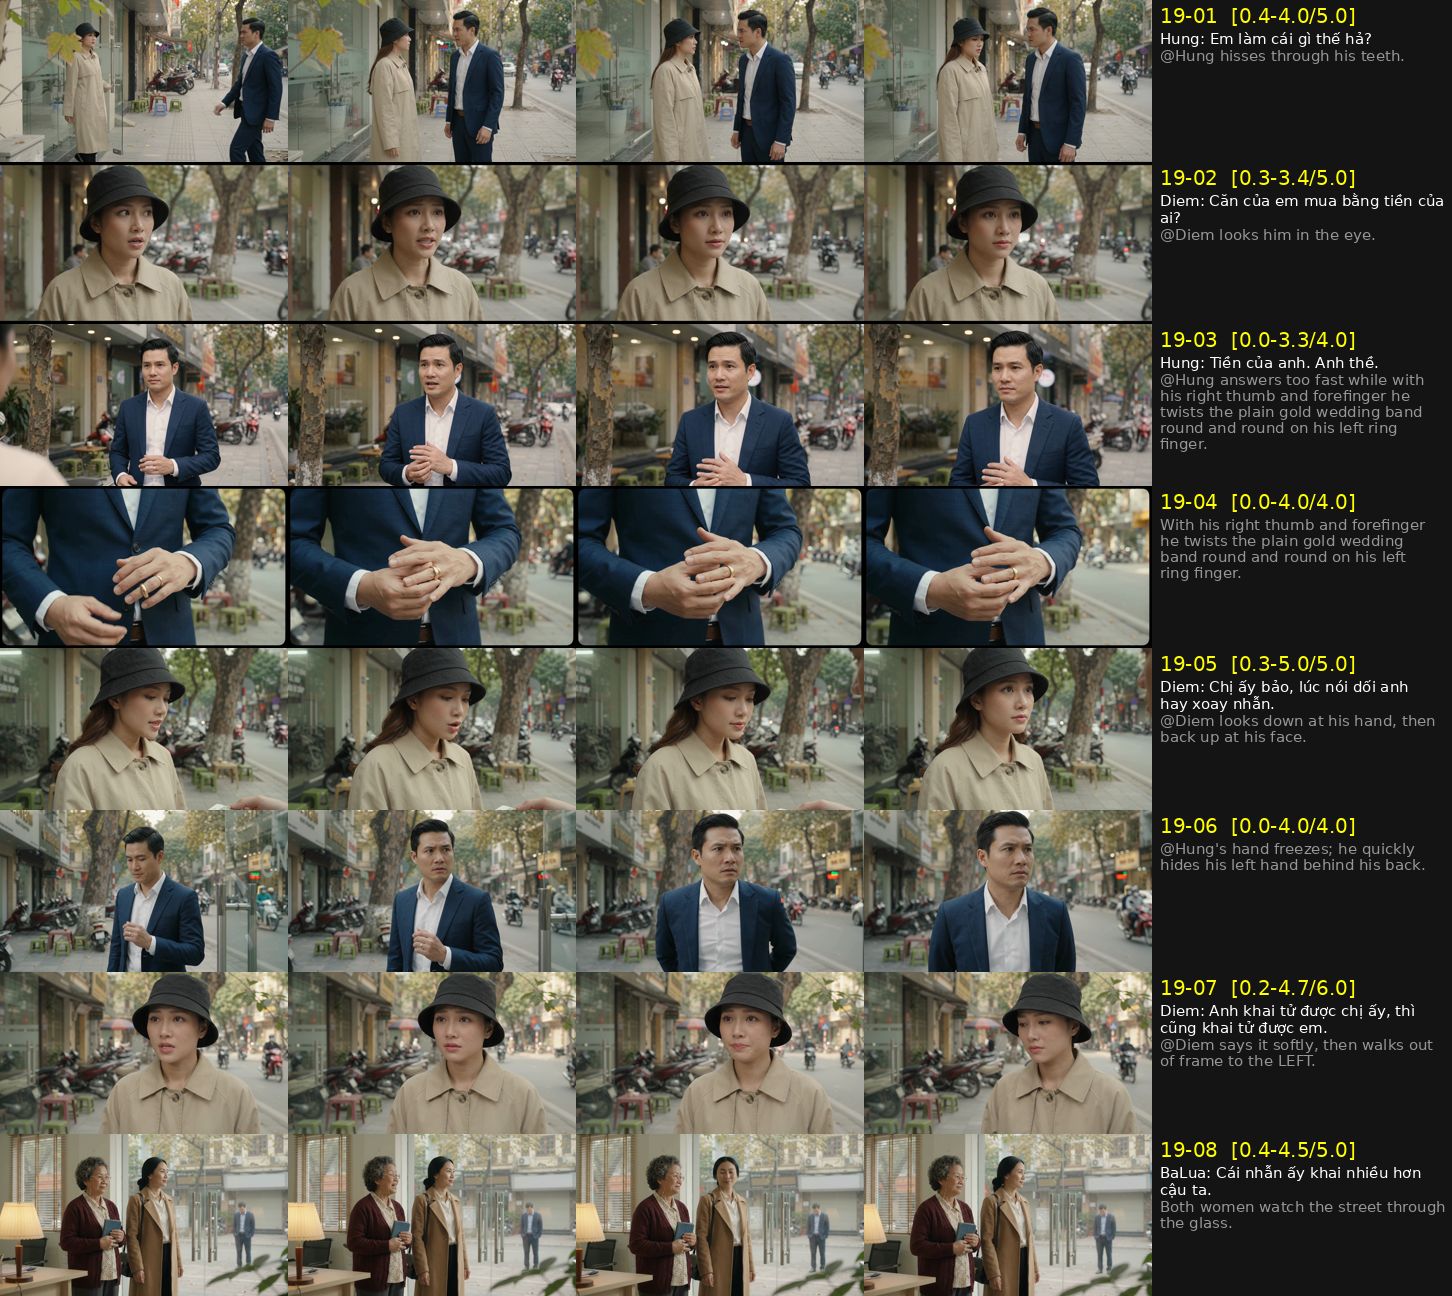 19-01 [0.4-4.0/5.0]
Hung: Em làm cái gì thế hả?
@Hung hisses through his teeth.
19-02 [0.3-3.4/5.0]
Diem: Căn của em mua bằng tiền của
ai?
@Diem looks him in the eye.
19-03 [0.0-3.3/4.0]
Hung: Tiền của anh. Anh thề.
@Hung answers too fast while with
his right thumb and forefinger he
twists the plain gold wedding band
round and round on his left ring
finger.
19-04 [0.0-4.0/4.0]
With his right thumb and forefinger
he twists the plain gold wedding
band round and round on his left
ring finger.
19-05 [0.3-5.0/5.0]
Diem: Chị ấy bảo, lúc nói dối anh
hay xoay nhẫn.
@Diem looks down at his hand, then
back up at his face.
19-06 [0.0-4.0/4.0]
@Hung's hand freezes; he quickly
hides his left hand behind his back.
19-07 [0.2-4.7/6.0]
Diem: Anh khai tử được chị ấy, thì
cũng khai tử được em.
@Diem says it softly, then walks out
of frame to the LEFT.
19-08 [0.4-4.5/5.0]
BaLua: Cái nhẫn ấy khai nhiều hơn
cậu ta.
Both women watch the street through
the glass.